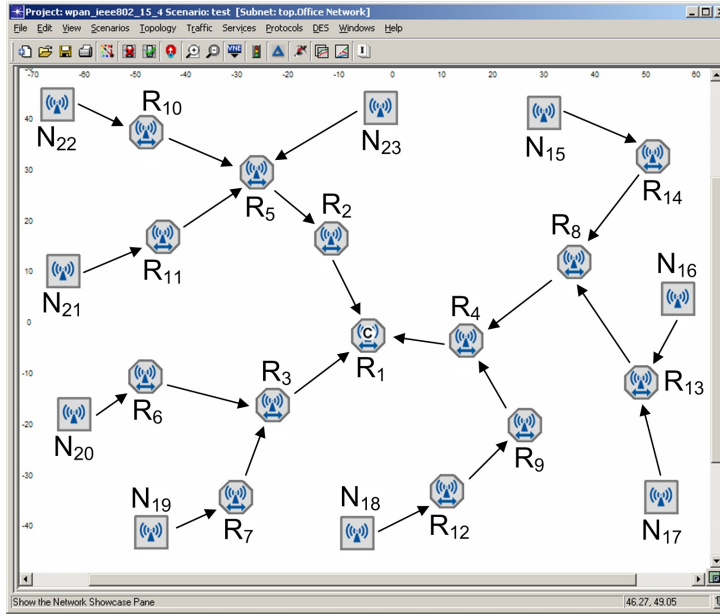 Project: wpan_ieee802_15_4 Scenario: test [Subnet: top.Office Network]
File Edit View Scenarios Topology Traffic Services Protocols DES Windows Help
-70 -60 -50 -40 -30 -20 -10 0 10 20 30 40 50 60
40
30
20
10
0
-10
-20
-30
-40
N22
R10
N23
N15
R14
R5
R2
R8
R11
N21
N16
R4
C
R1
R3
R6
R13
N20
R9
N19
R7
N18
R12
N17
Show the Network Showcase Pane
46.27, 49.05